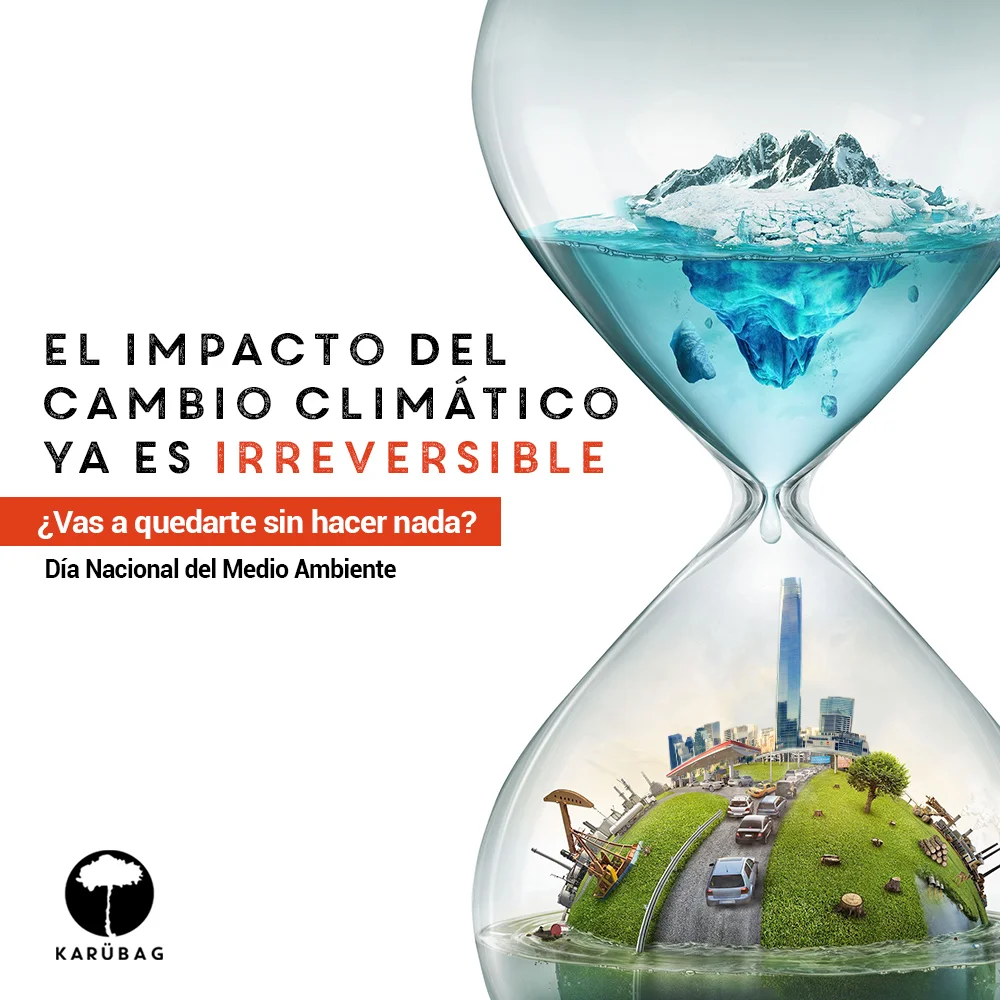 EL IMPACTO DEL
CAMBIO CLIMÁTICO
YA ES IRREVERSIBLE
¿Vas a quedarte sin hacer nada?
Día Nacional del Medio Ambiente
KARÜBAG